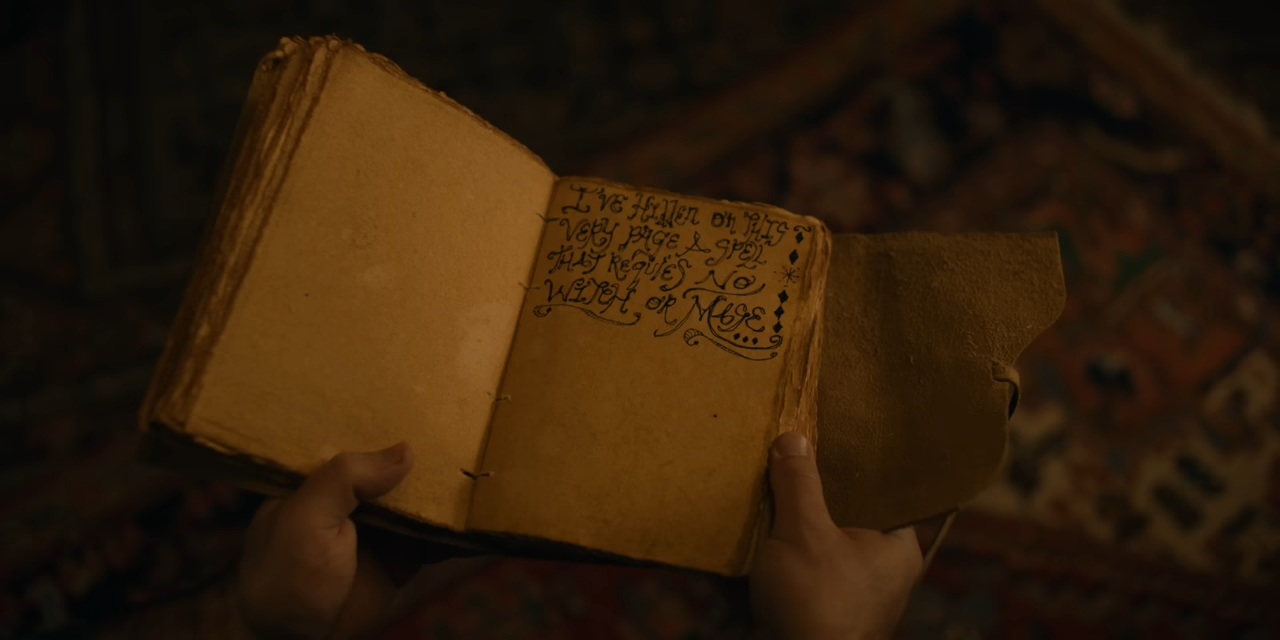 I'VE HIDDEN ON THIS
VERY PAGE A SPELL
THAT REQUIRES NO
WITCH OR MAGE...